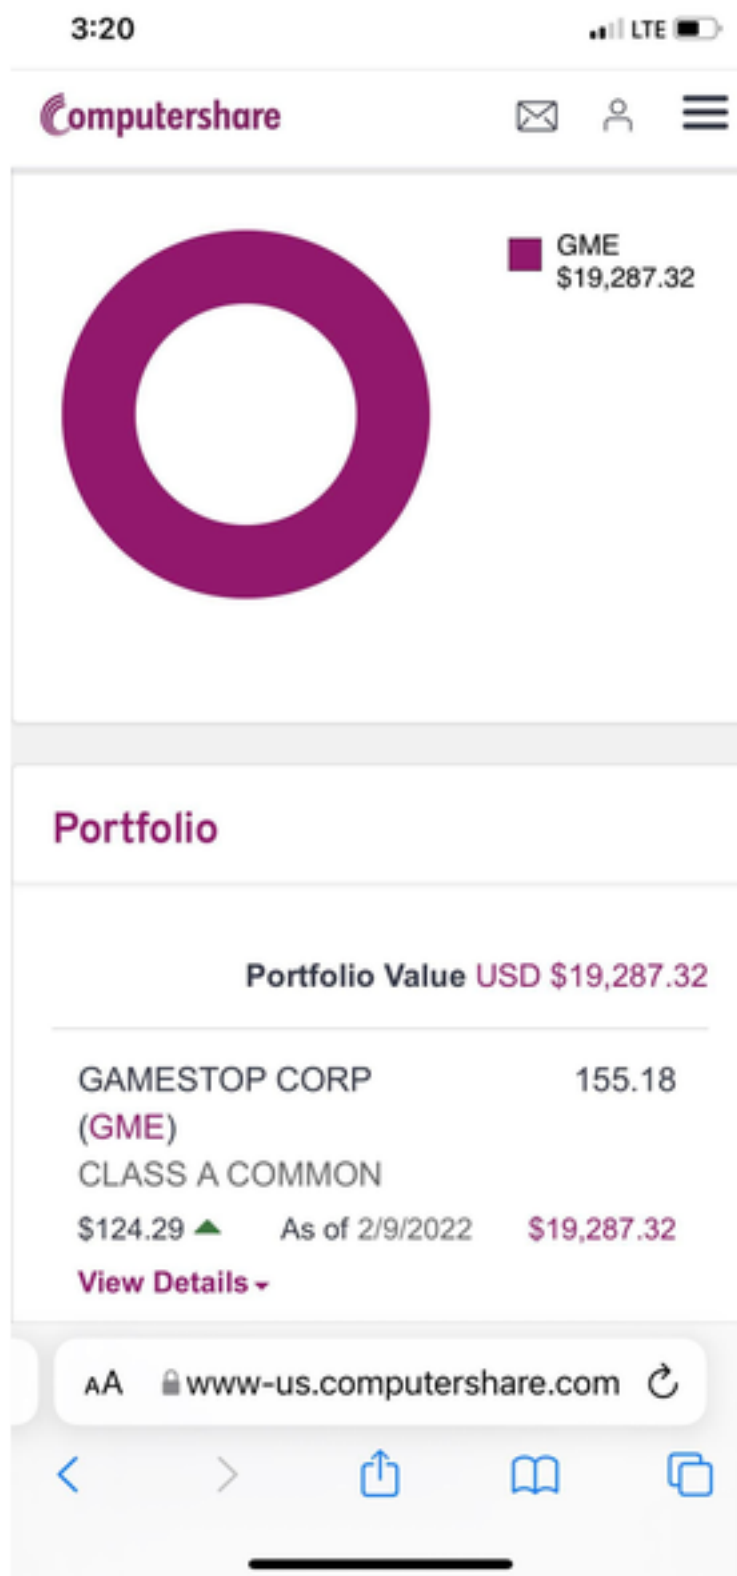 3:20 LTE
Computershare
GME
$19,287.32
Portfolio
Portfolio Value USD $19,287.32
GAMESTOP CORP 155.18
(GME)
CLASS A COMMON
$124.29 As of 2/9/2022 $19,287.32
View Details
AA www-us.computershare.com